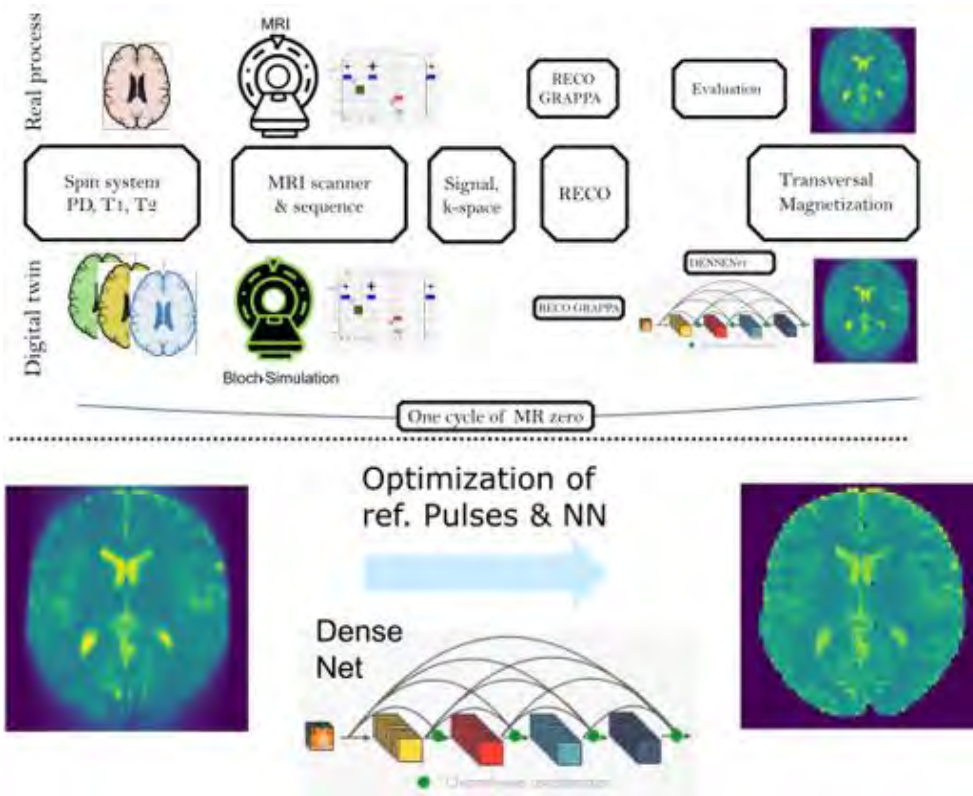 Real process
MRI
RECO
GRAPPA
Evaluation
Spin system
PD, T1, T2
MRI scanner
& sequence
Signal,
k-space
RECO
Transversal
Magnetization
Digital twin
Bloch-Simulation
RECO GRAPPA
DENSENet
One cycle of MR zero
Optimization of
ref. Pulses & NN
Dense
Net